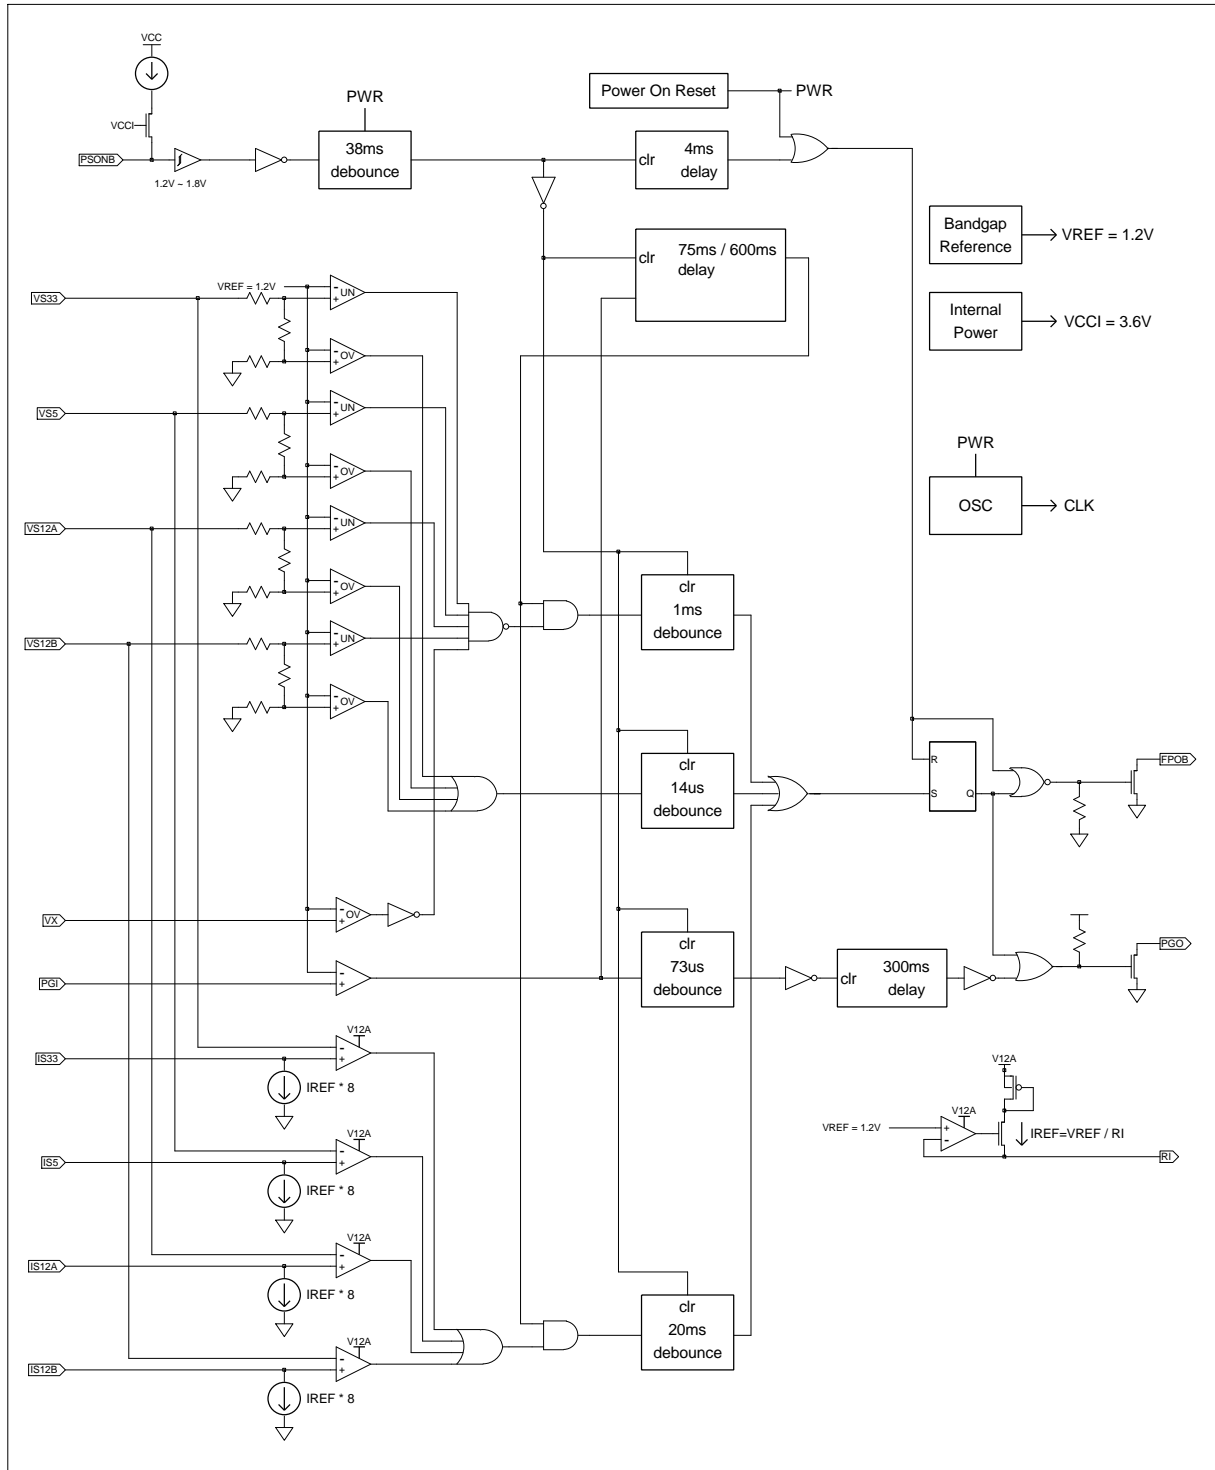 VCC
VCCI
PSONB
1.2V ~ 1.8V
PWR
38ms
debounce
Power On Reset
PWR
clr
4ms
delay
clr
75ms / 600ms
delay
Bandgap
Reference
VREF = 1.2V
Internal
Power
VCCI = 3.6V
PWR
OSC
CLK
VREF = 1.2V
VS33
- UN
+
- OV
+
VS5
- UN
+
- OV
+
VS12A
- UN
+
- OV
+
VS12B
- UN
+
- OV
+
clr
1ms
debounce
clr
14us
debounce
R
S
Q
FPOB
VX
- OV
+
PGI
-
+
clr
73us
debounce
clr
300ms
delay
PGO
IS33
V12A
-
+
IREF * 8
IS5
V12A
-
+
IREF * 8
IS12A
V12A
-
+
IREF * 8
IS12B
V12A
-
+
IREF * 8
clr
20ms
debounce
V12A
VREF = 1.2V
V12A
+
-
IREF=VREF / RI
RI